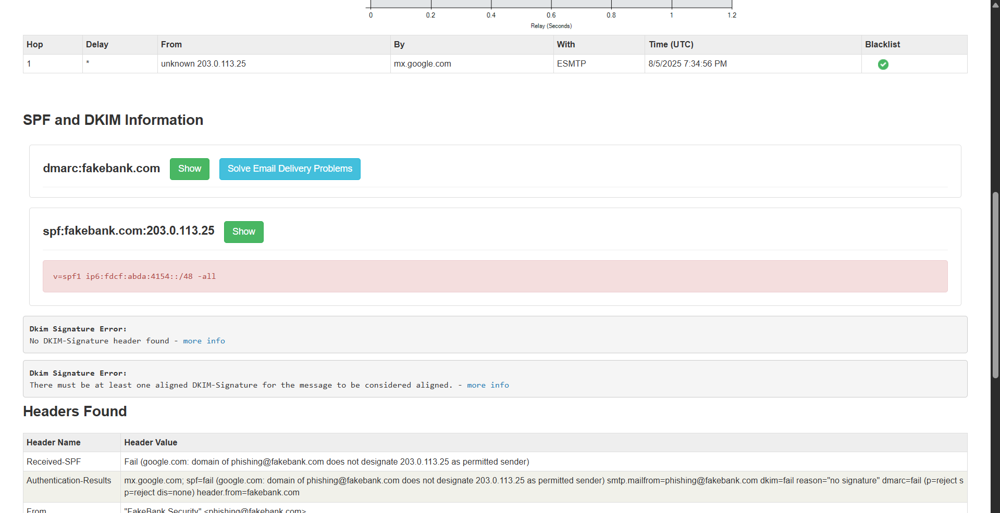 0 0.2 0.4 0.6 0.8 1 1.2
Relay (Seconds)
Hop Delay From By With Time (UTC) Blacklist
1 * unknown 203.0.113.25 mx.google.com ESMTP 8/5/2025 7:34:56 PM
SPF and DKIM Information
dmarc:fakebank.com Show Solve Email Delivery Problems
spf:fakebank.com:203.0.113.25 Show
v=spf1 ip6:fdcf:abda:4154::/48 -all
Dkim Signature Error:
No DKIM-Signature header found - more info
Dkim Signature Error:
There must be at least one aligned DKIM-Signature for the message to be considered aligned. - more info
Headers Found
Header Name Header Value
Received-SPF Fail (google.com: domain of phishing@fakebank.com does not designate 203.0.113.25 as permitted sender)
Authentication-Results mx.google.com; spf=fail (google.com: domain of phishing@fakebank.com does not designate 203.0.113.25 as permitted sender) smtp.mailfrom=phishing@fakebank.com dkim=fail reason="no signature" dmarc=fail (p=reject s
p=reject dis=none) header.from=fakebank.com
From "FakeBank Security" <phishing@fakebank.com>